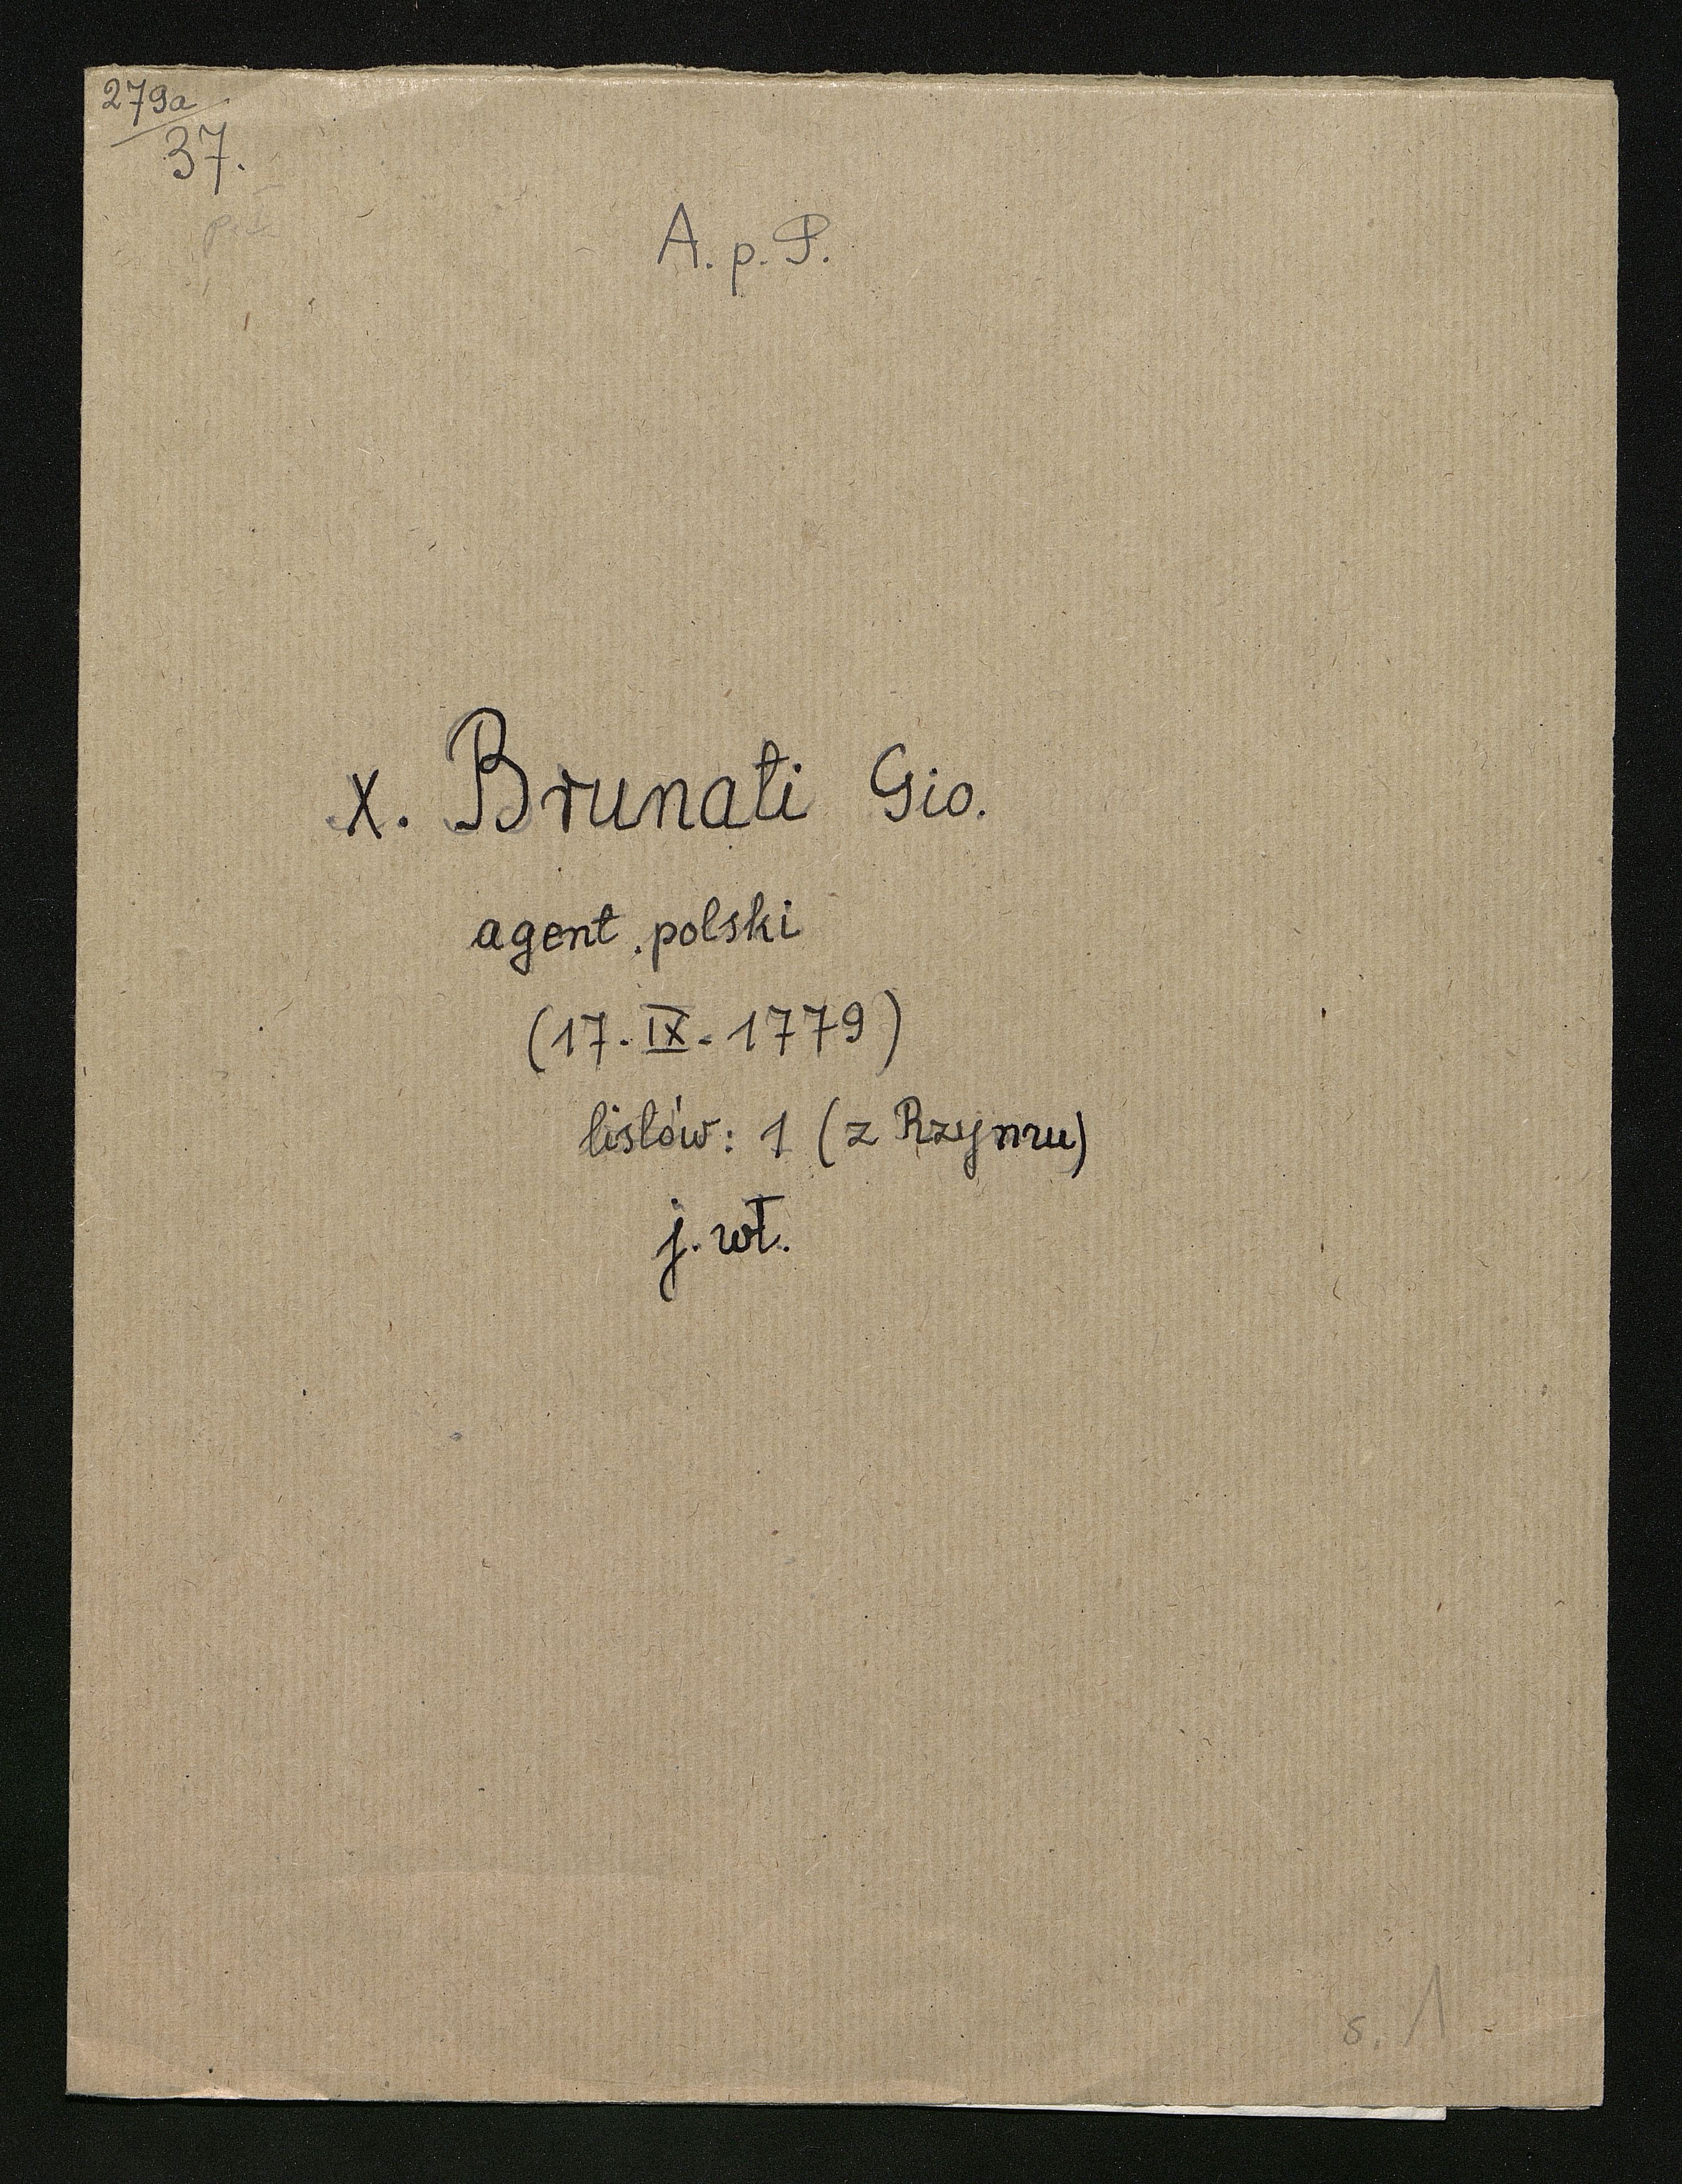 279a
37.
A. p. P.
x. Brunati Gio.
agent polski
(17. IX. 1779)
listów: 1 (z Rzymu)
j. wł.
s. 1